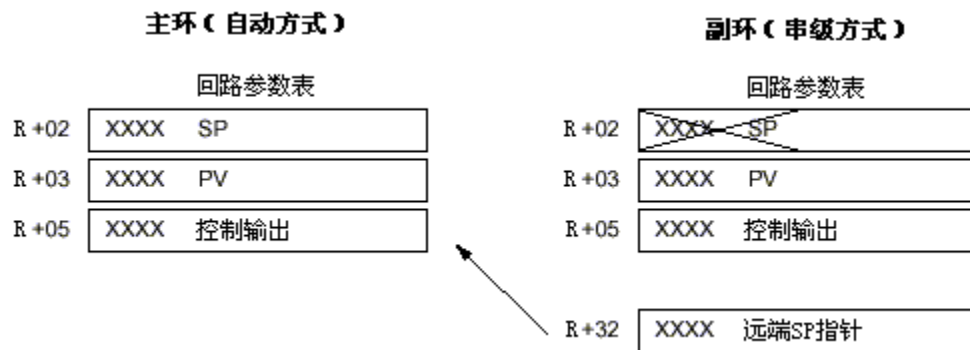 主环（自动方式）
回路参数表
R +02 XXXX SP
R +03 XXXX PV
R +05 XXXX 控制输出
副环（串级方式）
回路参数表
R +02 XXXX SP
R +03 XXXX PV
R +05 XXXX 控制输出
R +32 XXXX 远端SP指针